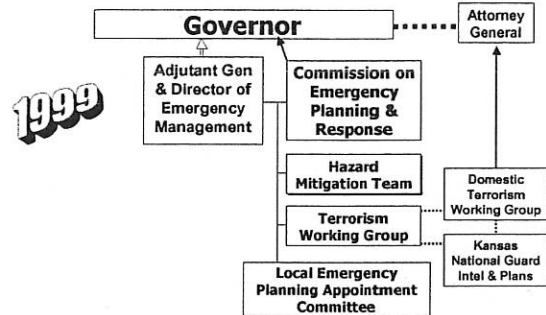 Governor
Attorney
General
Adjutant Gen
& Director of
Emergency
Management
Commission on
Emergency
Planning &
Response
1999
Hazard
Mitigation Team
Domestic
Terrorism
Working Group
Terrorism
Working Group
Kansas
National Guard
Intel & Plans
Local Emergency
Planning Appointment
Committee